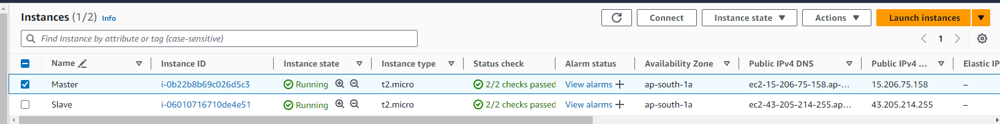 Instances (1/2) Info
Connect Instance state Actions Launch instances
Find Instance by attribute or tag (case-sensitive)
1
Name Instance ID Instance state Instance type Status check Alarm status Availability Zone Public IPv4 DNS Public IPv4 ... Elastic IP
Master i-0b22b8b69c026d5c3 Running t2.micro 2/2 checks passed View alarms + ap-south-1a ec2-15-206-75-158.ap-... 15.206.75.158 –
Slave i-06010716710de4e51 Running t2.micro 2/2 checks passed View alarms + ap-south-1a ec2-43-205-214-255.ap... 43.205.214.255 –